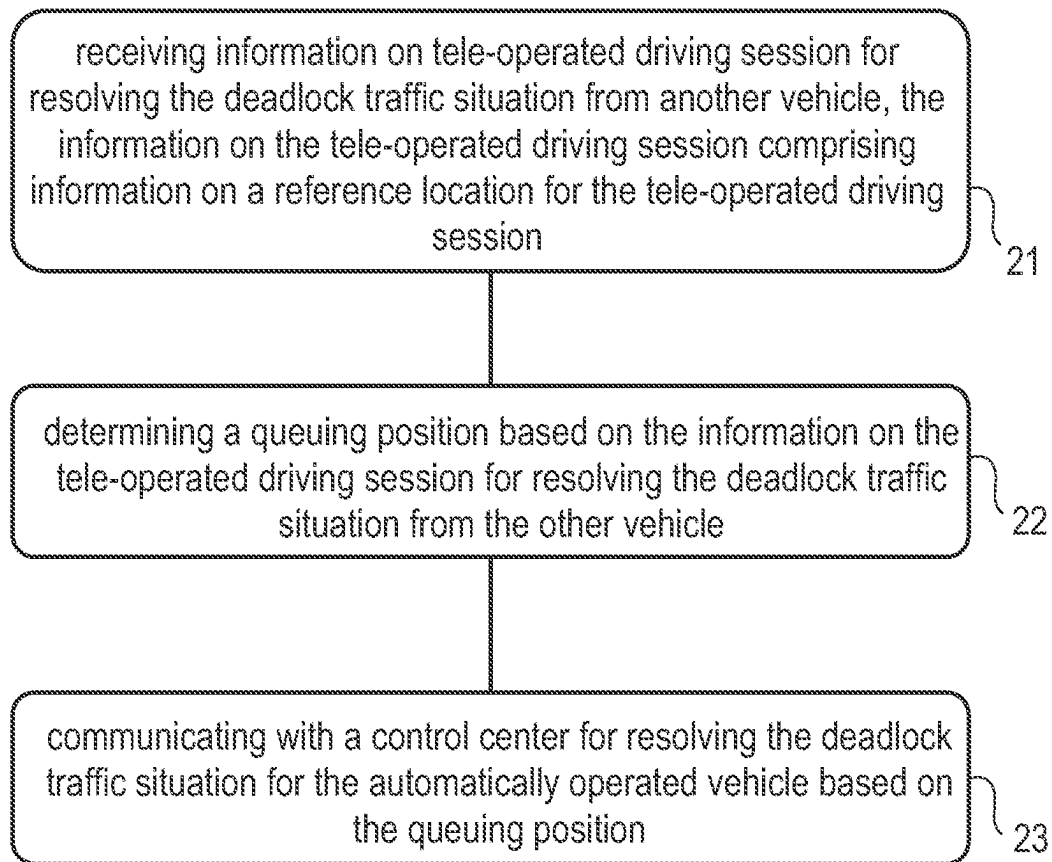 receiving information on tele-operated driving session for
resolving the deadlock traffic situation from another vehicle, the
information on the tele-operated driving session comprising
information on a reference location for the tele-operated driving
session
21
determining a queuing position based on the information on the
tele-operated driving session for resolving the deadlock traffic
situation from the other vehicle
22
communicating with a control center for resolving the deadlock
traffic situation for the automatically operated vehicle based on
the queuing position
23